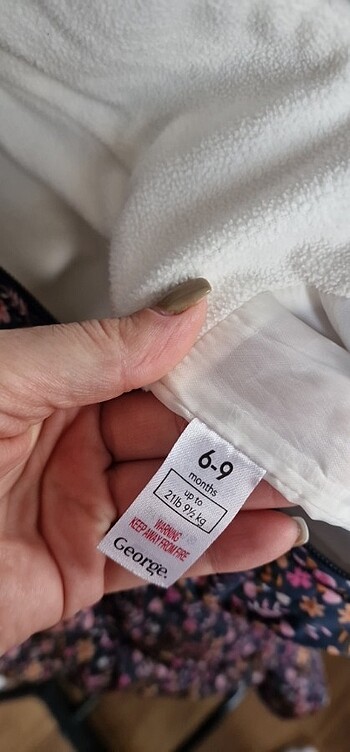 6-9
months
up to
21lb 9½ kg
WARNING
KEEP AWAY FROM FIRE
George.